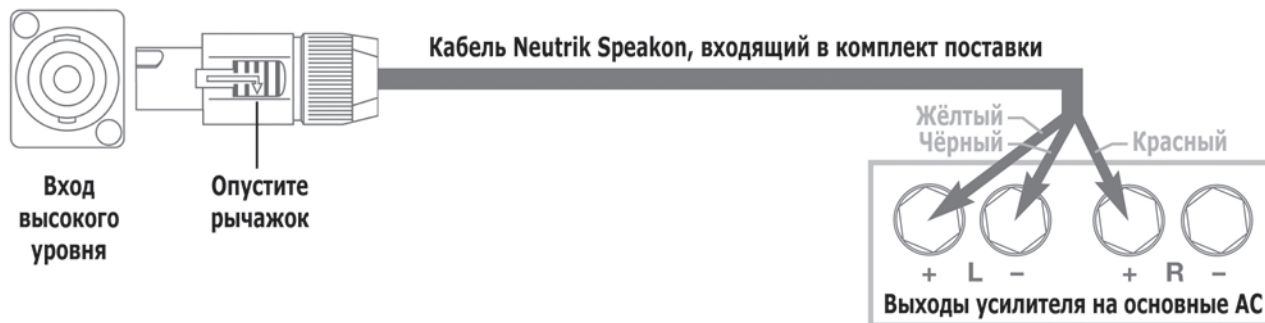 Кабель Neutrik Speakon, входящий в комплект поставки
Жёлтый
Чёрный
Красный
Вход
высокого
уровня
Опустите
рычажок
+ L − + R −
Выходы усилителя на основные АС